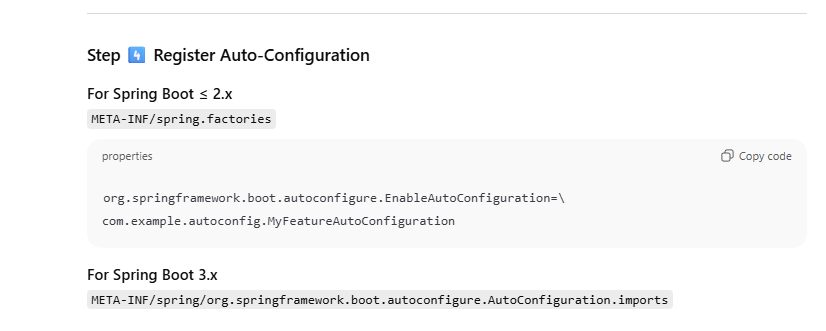 Step 4️⃣ Register Auto-Configuration
For Spring Boot ≤ 2.x
META-INF/spring.factories
properties
Copy code
org.springframework.boot.autoconfigure.EnableAutoConfiguration=\
com.example.autoconfig.MyFeatureAutoConfiguration
For Spring Boot 3.x
META-INF/spring/org.springframework.boot.autoconfigure.AutoConfiguration.imports